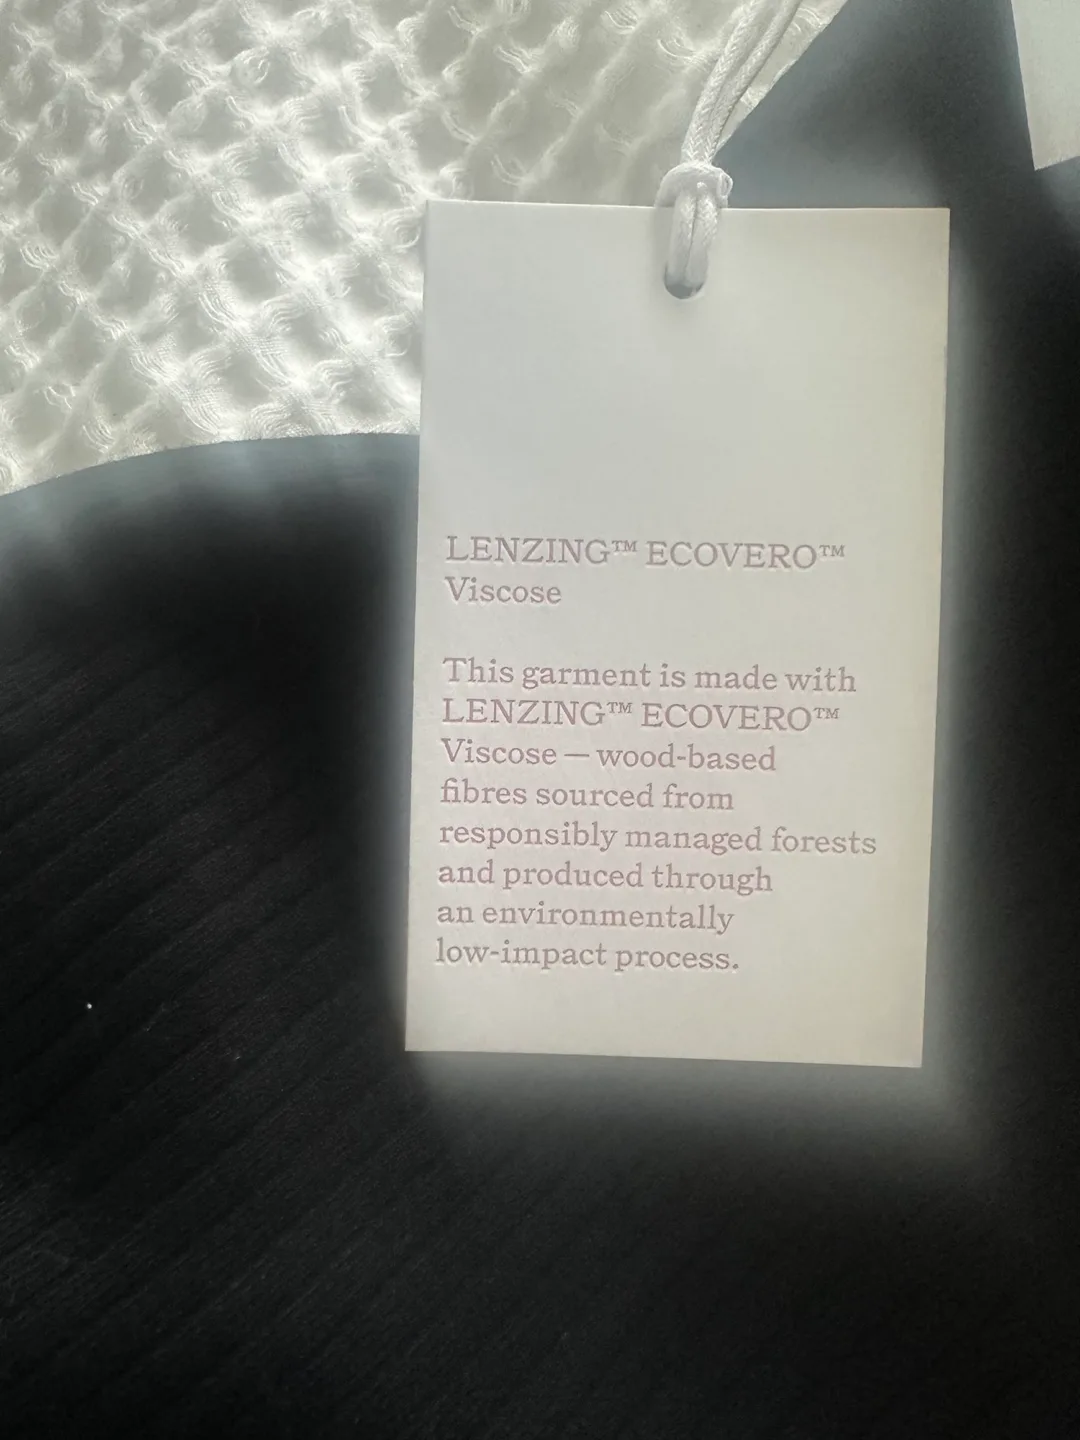 LENZING™ ECOVERO™
Viscose
This garment is made with
LENZING™ ECOVERO™
Viscose — wood-based
fibres sourced from
responsibly managed forests
and produced through
an environmentally
low-impact process.